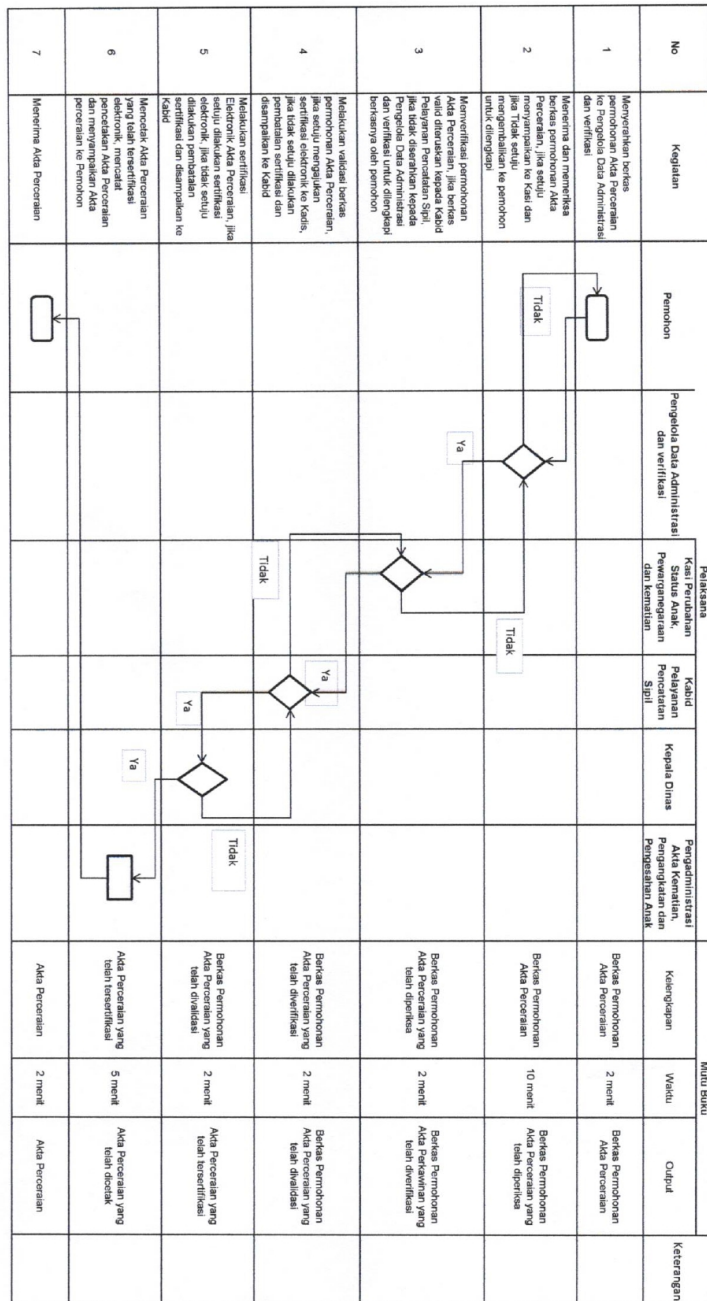 No
Kegiatan
Pelaksana
Mutu Buku
Keterangan
Pemohon
Pengelola Data Administrasi
dan verifikasi
Kasi Perubahan
Status Anak,
Pewarganegaraan
dan kematian
Kabid
Pelayanan
Pencatatan
Sipil
Kepala Dinas
Pengadministrasi
Akta Kematian,
Pengangkatan dan
Pengesahan Anak
Kelengkapan
Waktu
Output
1
Menyerahkan berkas
permohonan Akta Perceraian
ke Pengelola Data Administrasi
dan verifikasi
Berkas Permohonan
Akta Perceraian
2 menit
Berkas Permohonan
Akta Perceraian
2
Menerima dan memeriksa
berkas permohonan Akta
Perceraian, jika setuju
menyampaikan ke Kasi dan
jika Tidak setuju
mengembalikan ke pemohon
untuk dilengkapi
Tidak
Berkas Permohonan
Akta Perceraian
10 menit
Berkas Permohonan
Akta Perceraian yang
telah diperiksa
3
Memverifikasi permohonan
Akta Perceraian, jika berkas
valid diteruskan kepada Kabid
Pelayanan Pencatatan Sipil,
jika tidak diserahkan kepada
Pengelola Data Administrasi
dan verifikasi untuk dilengkapi
berkasnya oleh pemohon
Ya
Tidak
Berkas Permohonan
Akta Perceraian yang
telah diperiksa
2 menit
Berkas Permohonan
Akta Perkawinan yang
telah diverifikasi
4
Melakukan validasi berkas
permohonan Akta Perceraian,
jika setuju mengajukan
sertifikasi elektronik ke Kadis,
jika tidak setuju dilakukan
pembatalan sertifikasi dan
disampaikan ke Kabid
Tidak
Ya
Berkas Permohonan
Akta Perceraian yang
telah diverifikasi
2 menit
Berkas Permohonan
Akta Perceraian yang
telah divalidasi
5
Melakukan sertifikasi
Elektronik Akta Perceraian, jika
setuju dilakukan sertifikasi
elektronik, jika tidak setuju
dilakukan pembatalan
sertifikasi dan disampaikan ke
Kabid
Ya
Tidak
Berkas Permohonan
Akta Perceraian yang
telah divalidasi
2 menit
Akta Perceraian yang
telah tersertifikasi
6
Mencetak Akta Perceraian
yang telah tersertifikasi
elektronik, mencatat
pencetakan Akta Perceraian
dan menyampaikan Akta
perceraian ke Pemohon
Ya
Akta Perceraian yang
telah tersertifikasi
5 menit
Akta Perceraian yang
telah dicetak
7
Menerima Akta Perceraian
Akta Perceraian
2 menit
Akta Perceraian